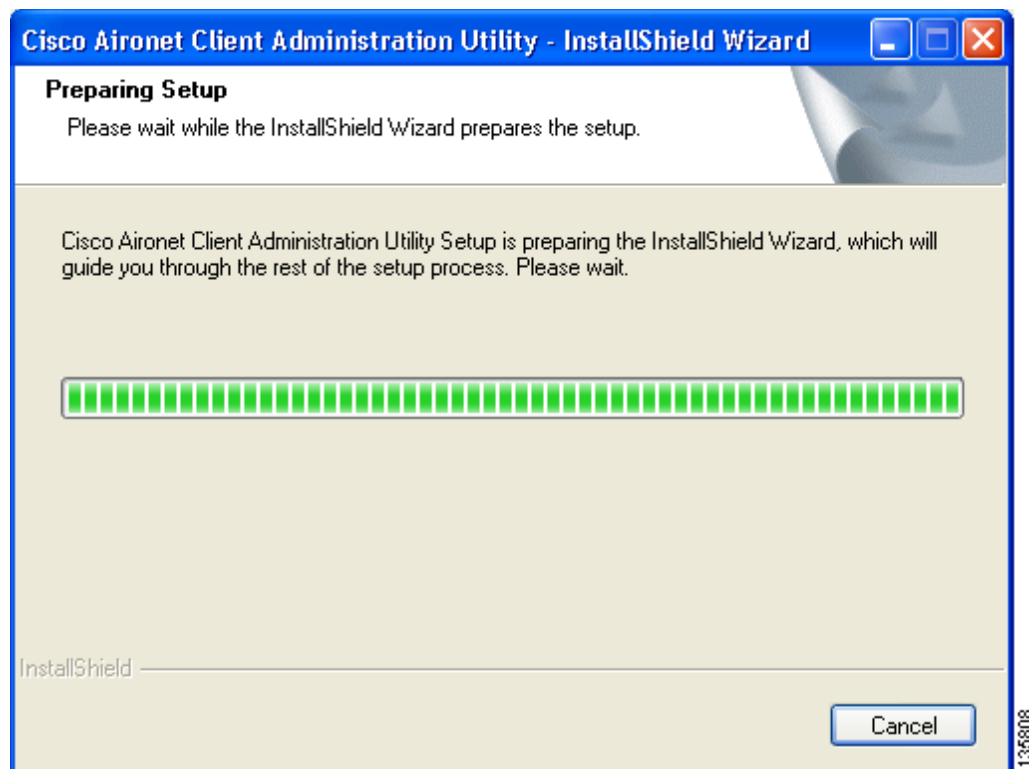 Cisco Aironet Client Administration Utility - InstallShield Wizard
Preparing Setup
Please wait while the InstallShield Wizard prepares the setup.
Cisco Aironet Client Administration Utility Setup is preparing the InstallShield Wizard, which will
guide you through the rest of the setup process. Please wait.
InstallShield
Cancel
135808